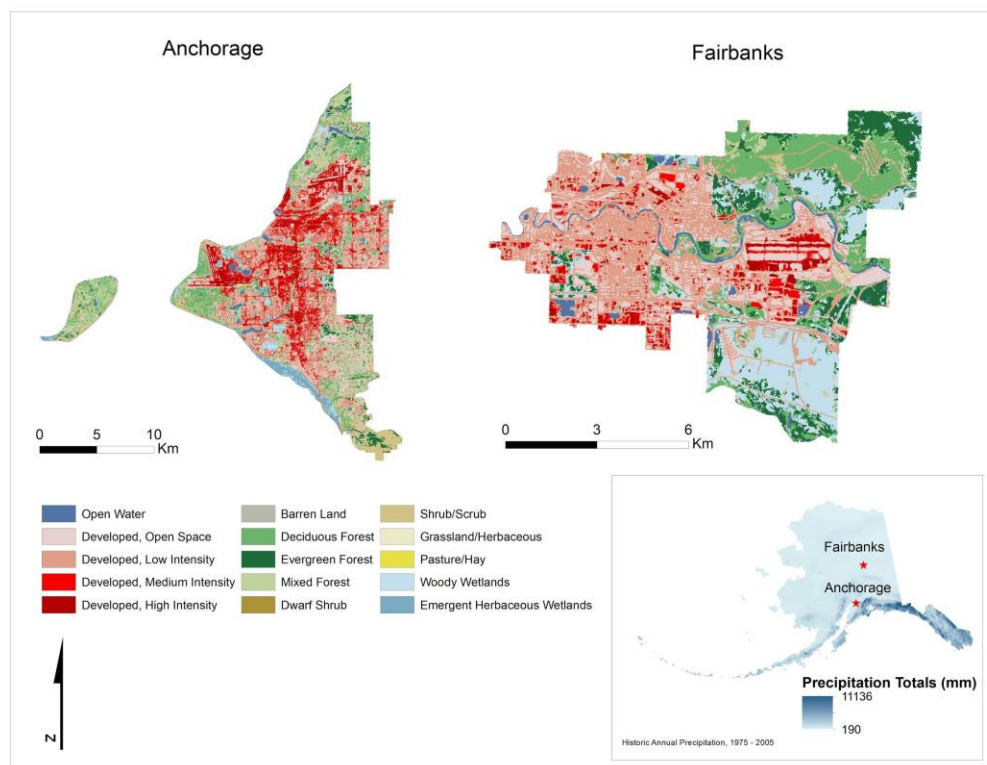 Anchorage
Fairbanks
0 5 10
Km
0 3 6
Km
Open Water
Developed, Open Space
Developed, Low Intensity
Developed, Medium Intensity
Developed, High Intensity
Barren Land
Deciduous Forest
Evergreen Forest
Mixed Forest
Dwarf Shrub
Shrub/Scrub
Grassland/Herbaceous
Pasture/Hay
Woody Wetlands
Emergent Herbaceous Wetlands
N
Fairbanks
Anchorage
Precipitation Totals (mm)
11136
190
Historic Annual Precipitation, 1975 - 2005